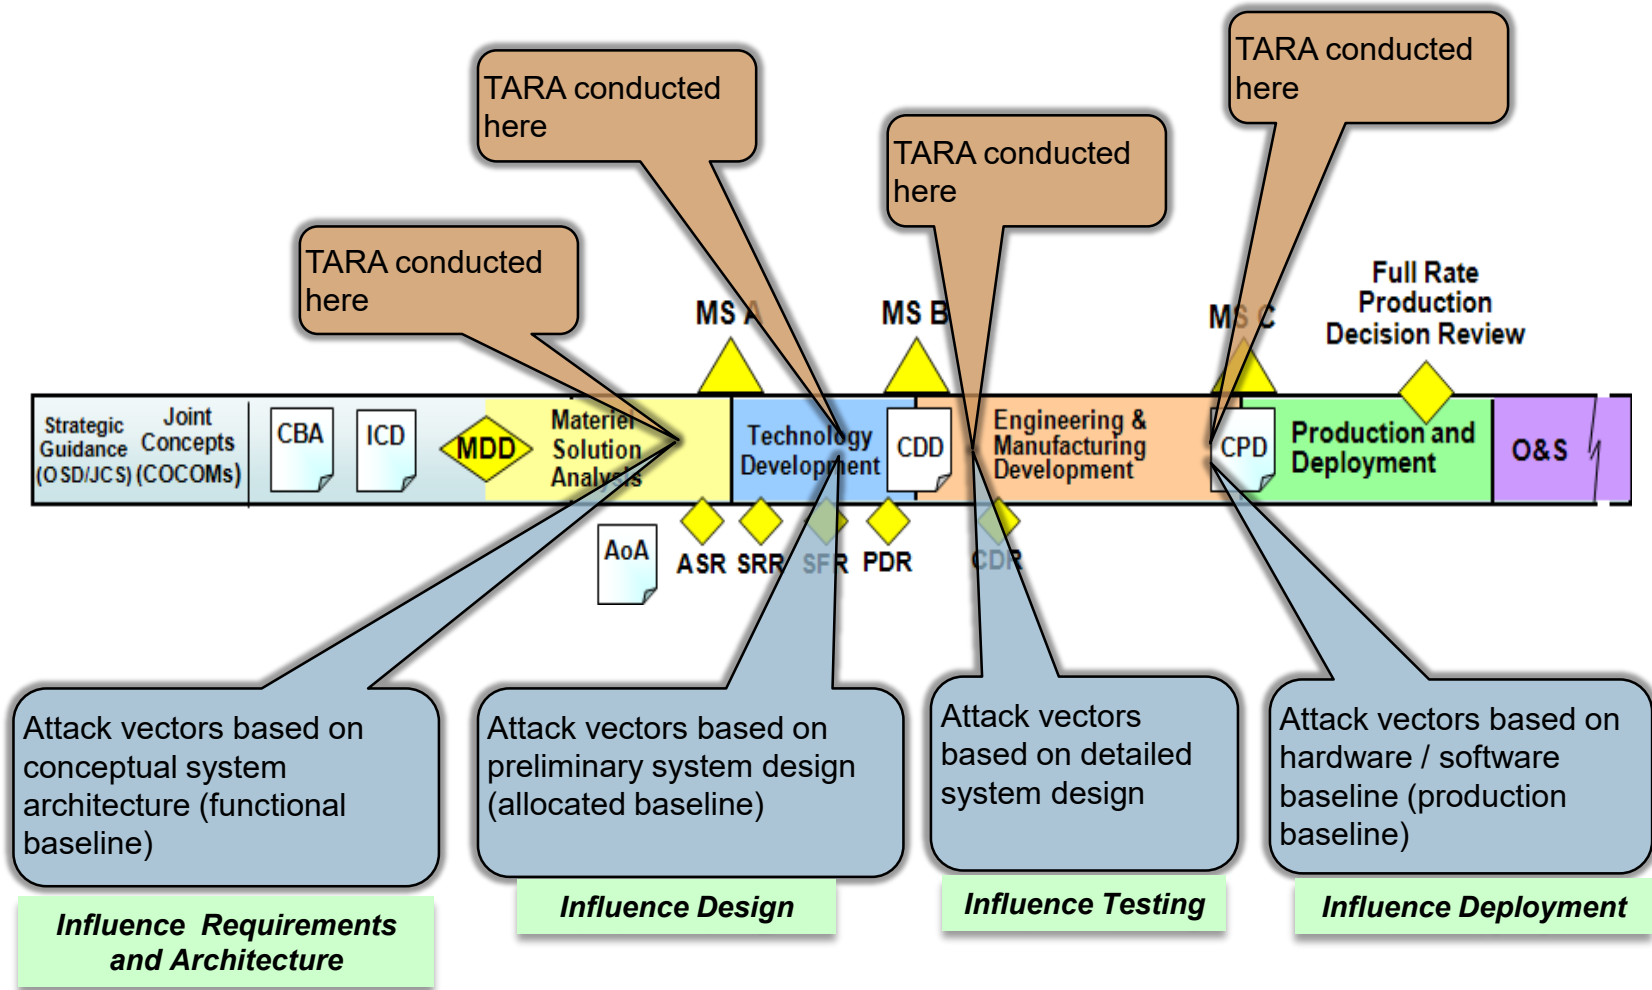 TARA conducted
here
TARA conducted
here
TARA conducted
here
TARA conducted
here
MS A
MS B
MS C
Full Rate
Production
Decision Review
Strategic
Guidance
(OSD/JCS)
Joint
Concepts
(COCOMs)
CBA
ICD
MDD
Materiel
Solution
Analysis
Technology
Development
CDD
Engineering &
Manufacturing
Development
CPD
Production and
Deployment
O&S
AoA
ASR
SRR
SFR
PDR
CDR
Attack vectors based on
conceptual system
architecture (functional
baseline)
Attack vectors based on
preliminary system design
(allocated baseline)
Attack vectors
based on detailed
system design
Attack vectors based on
hardware / software
baseline (production
baseline)
Influence Requirements
and Architecture
Influence Design
Influence Testing
Influence Deployment